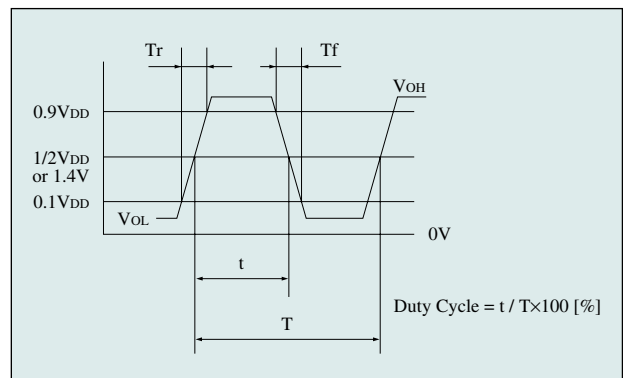 Tr
Tf
VOH
0.9VDD
1/2VDD
or 1.4V
0.1VDD
VOL
0V
t
Duty Cycle = t / T×100 [%]
T